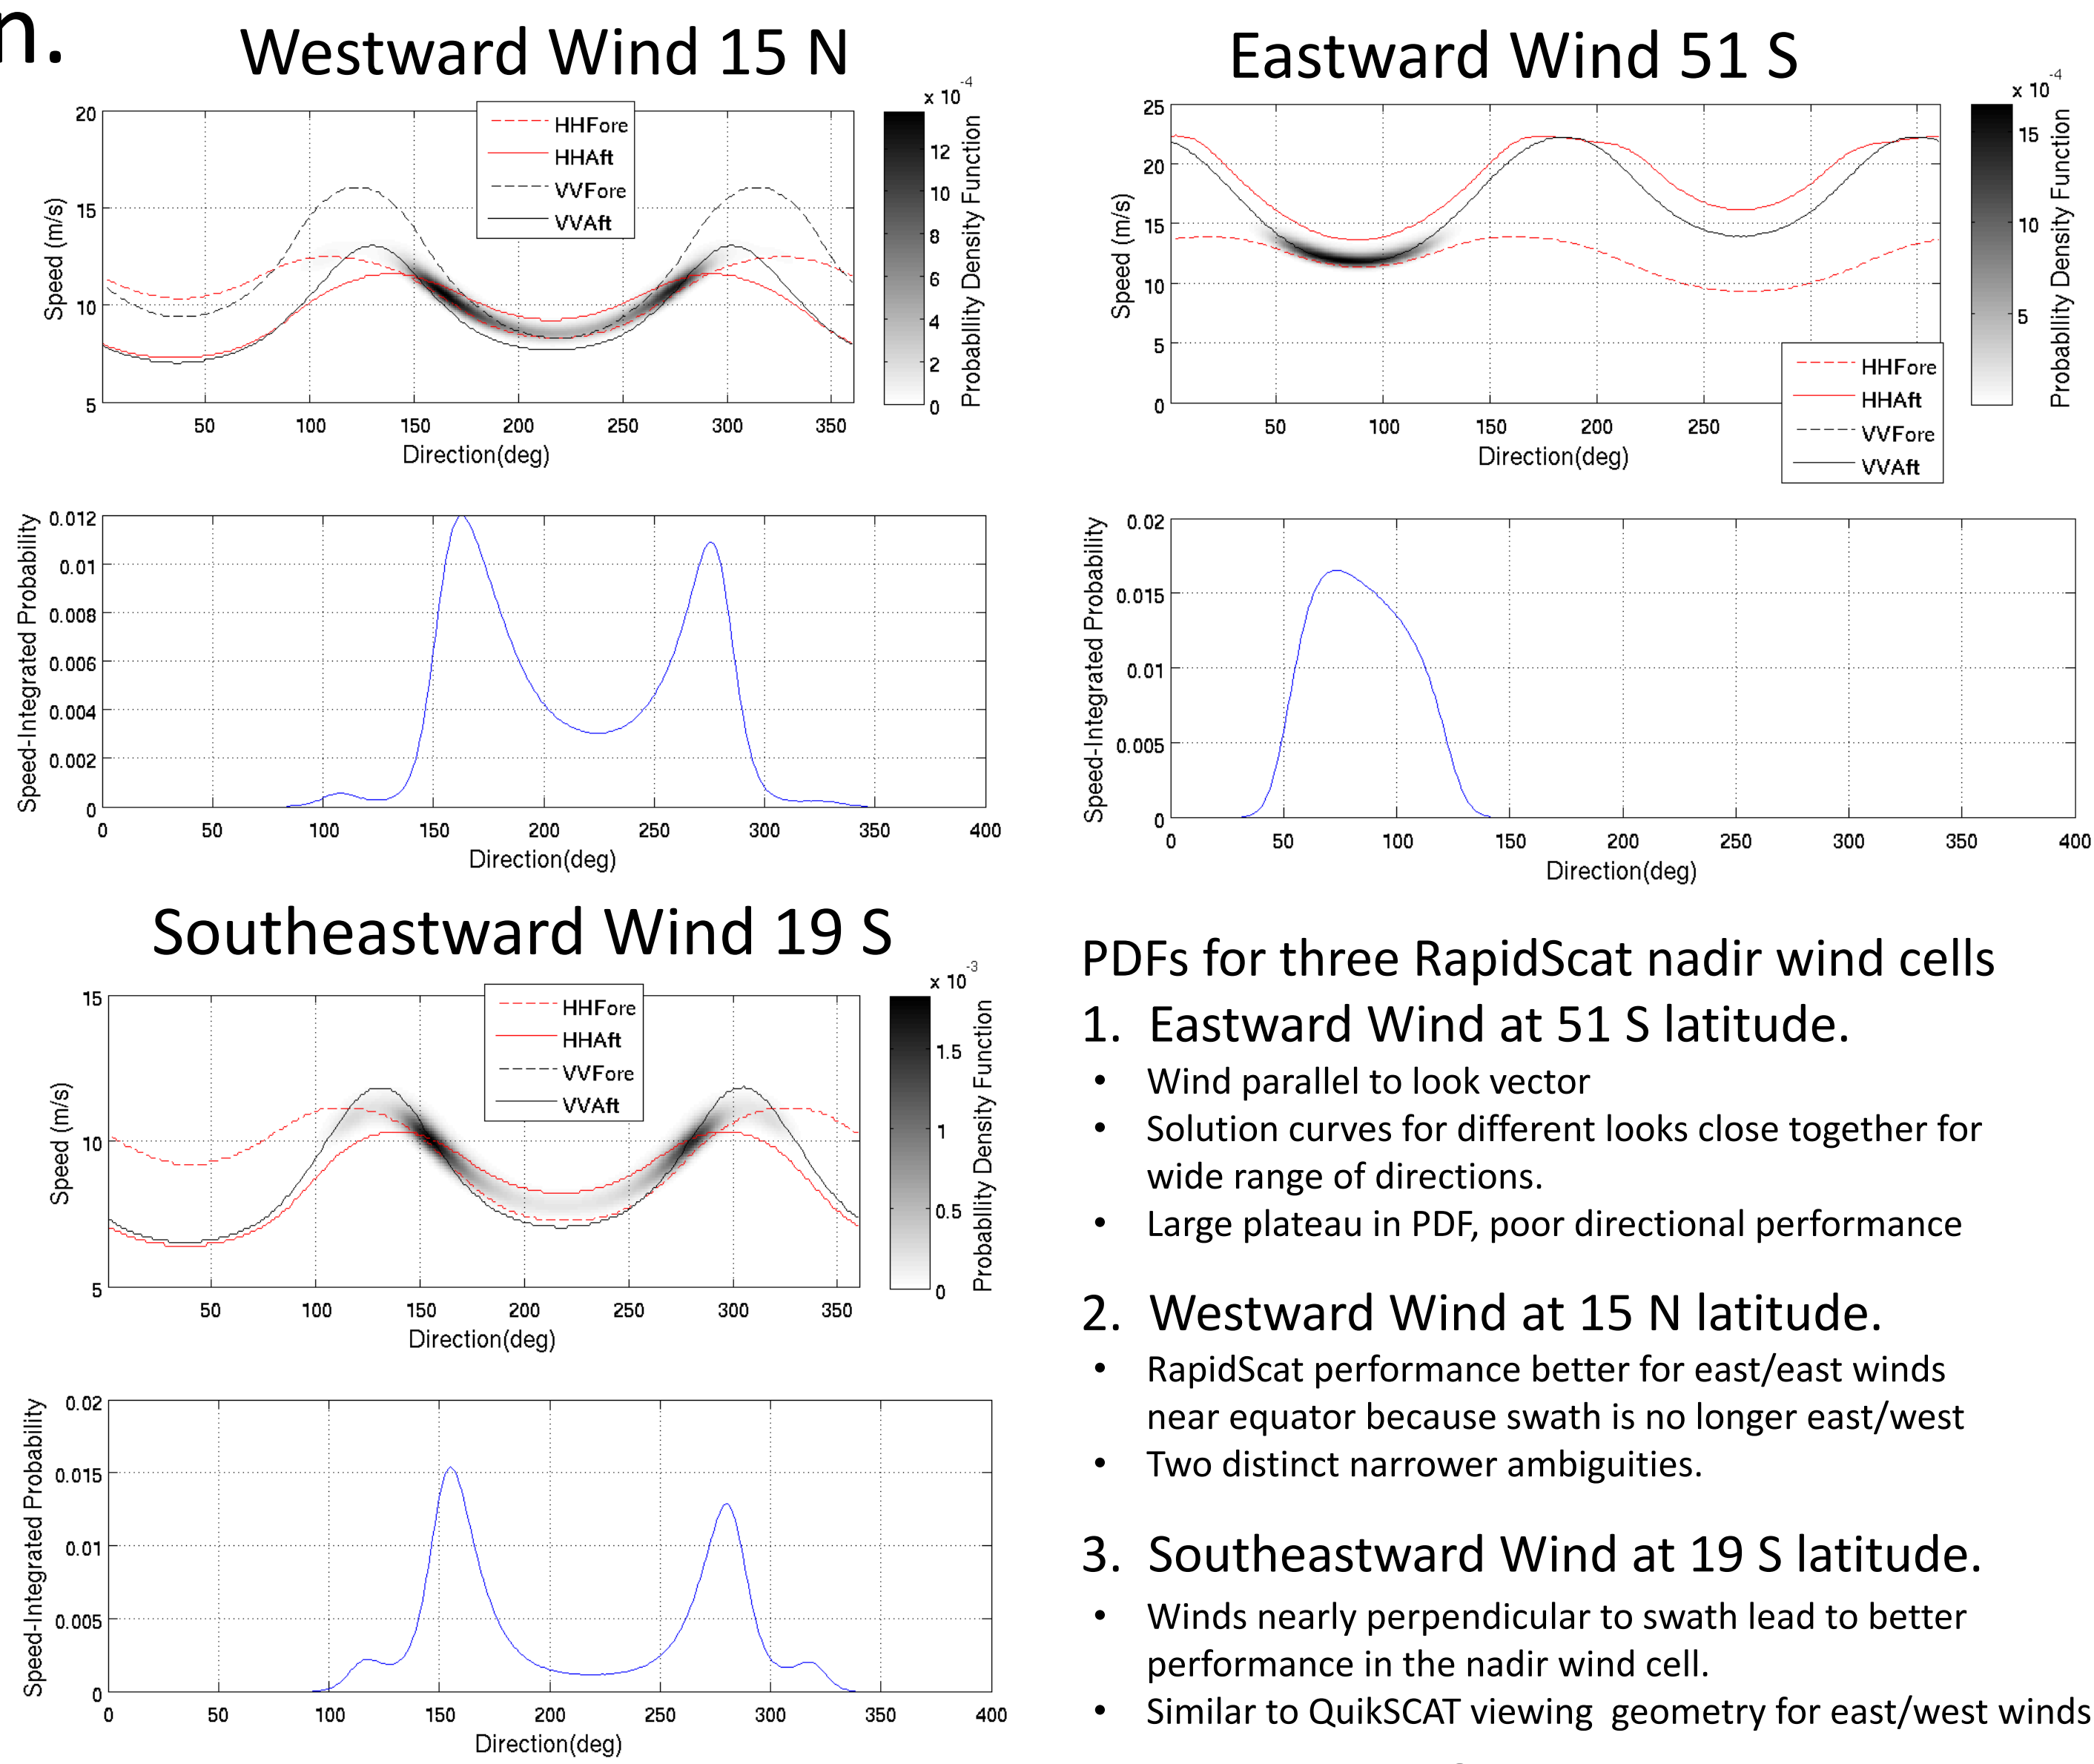 n.
Westward Wind 15 N
x 10
-4
20
15
10
5
Speed (m/s)
HHFore
HHAft
VVFore
VVAft
50
100
150
200
250
300
350
Direction(deg)
12
10
8
6
4
2
0
Probability Density Function
0.012
0.01
0.008
0.006
0.004
0.002
0
Speed-Integrated Probability
0
50
100
150
200
250
300
350
400
Direction(deg)
Eastward Wind 51 S
x 10
-4
25
20
15
10
5
0
Speed (m/s)
HHFore
HHAft
VVFore
VVAft
50
100
150
200
250
Direction(deg)
15
10
5
Probability Density Function
0.02
0.015
0.01
0.005
0
Speed-Integrated Probability
0
50
100
150
200
250
300
350
400
Direction(deg)
Southeastward Wind 19 S
x 10
-3
15
10
5
Speed (m/s)
HHFore
HHAft
VVFore
VVAft
50
100
150
200
250
300
350
Direction(deg)
1.5
1
0.5
0
Probability Density Function
0.02
0.015
0.01
0.005
0
Speed-Integrated Probability
0
50
100
150
200
250
300
350
400
Direction(deg)
PDFs for three RapidScat nadir wind cells
1. Eastward Wind at 51 S latitude.
• Wind parallel to look vector
• Solution curves for different looks close together for
wide range of directions.
• Large plateau in PDF, poor directional performance
2. Westward Wind at 15 N latitude.
• RapidScat performance better for east/east winds
near equator because swath is no longer east/west
• Two distinct narrower ambiguities.
3. Southeastward Wind at 19 S latitude.
• Winds nearly perpendicular to swath lead to better
performance in the nadir wind cell.
• Similar to QuikSCAT viewing geometry for east/west winds